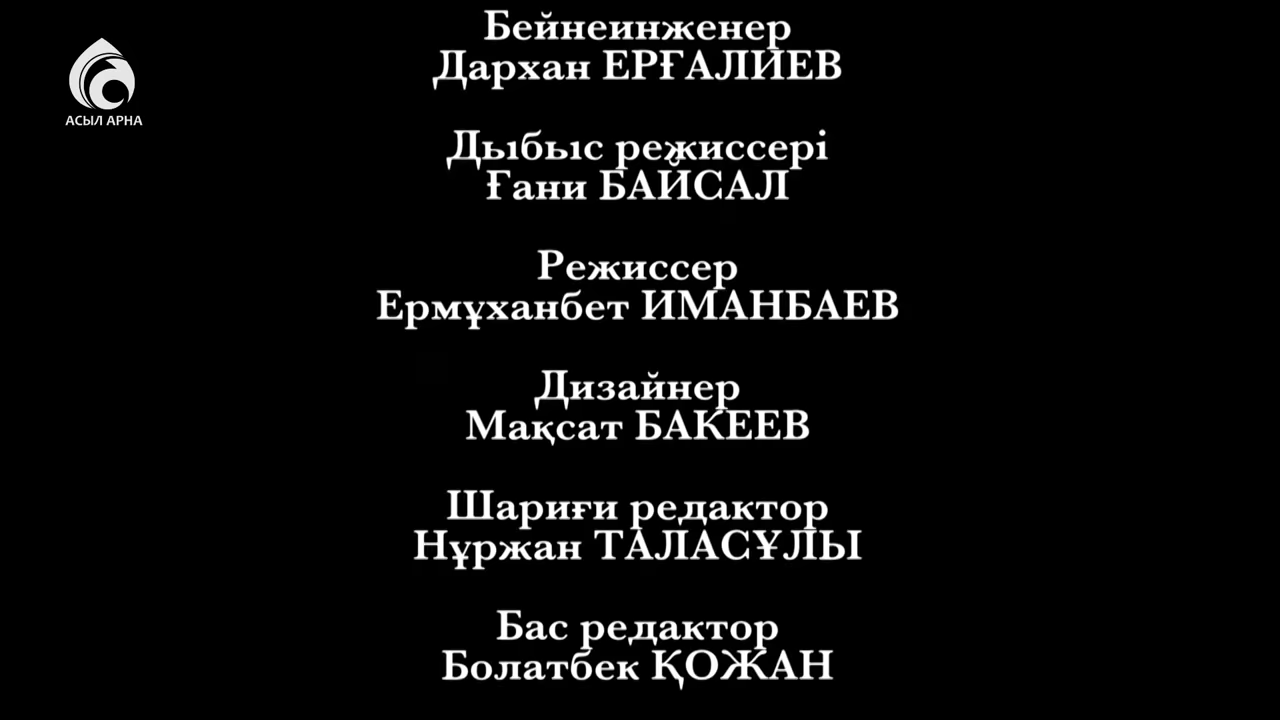 АСЫЛ АРНА
Бейнеинженер
Дархан ЕРҒАЛИЕВ
Дыбыс режиссері
Ғани БАЙСАЛ
Режиссер
Ермұханбет ИМАНБАЕВ
Дизайнер
Мақсат БАКЕЕВ
Шариғи редактор
Нұржан ТАЛАСҰЛЫ
Бас редактор
Болатбек ҚОЖАН